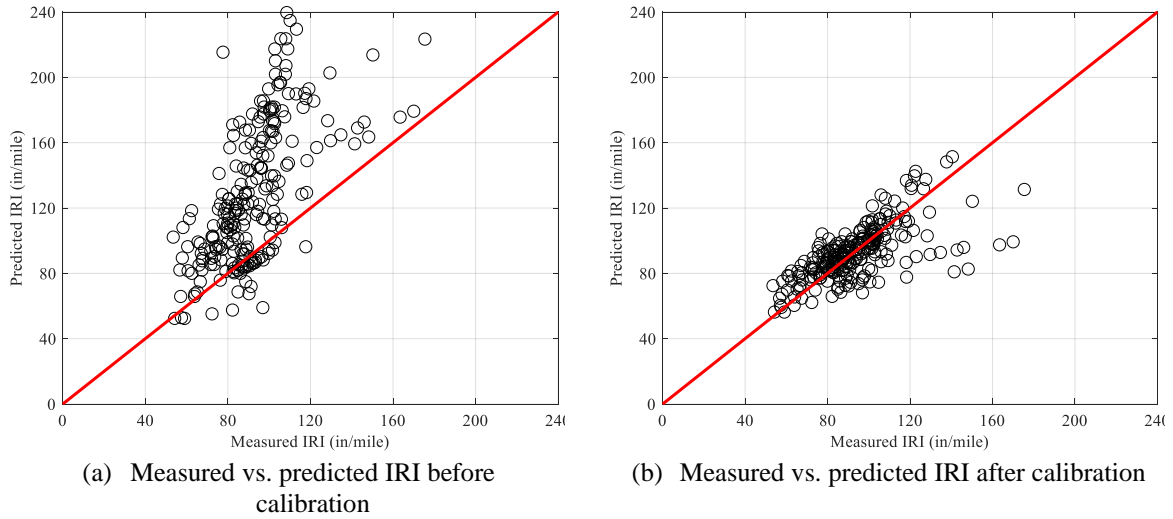 240
200
160
120
80
40
0
Predicted IRI (in/mile)
0 40 80 120 160 200 240
Measured IRI (in/mile)
(a) Measured vs. predicted IRI before
calibration
240
200
160
120
80
40
0
Predicted IRI (in/mile)
0 40 80 120 160 200 240
Measured IRI (in/mile)
(b) Measured vs. predicted IRI after calibration